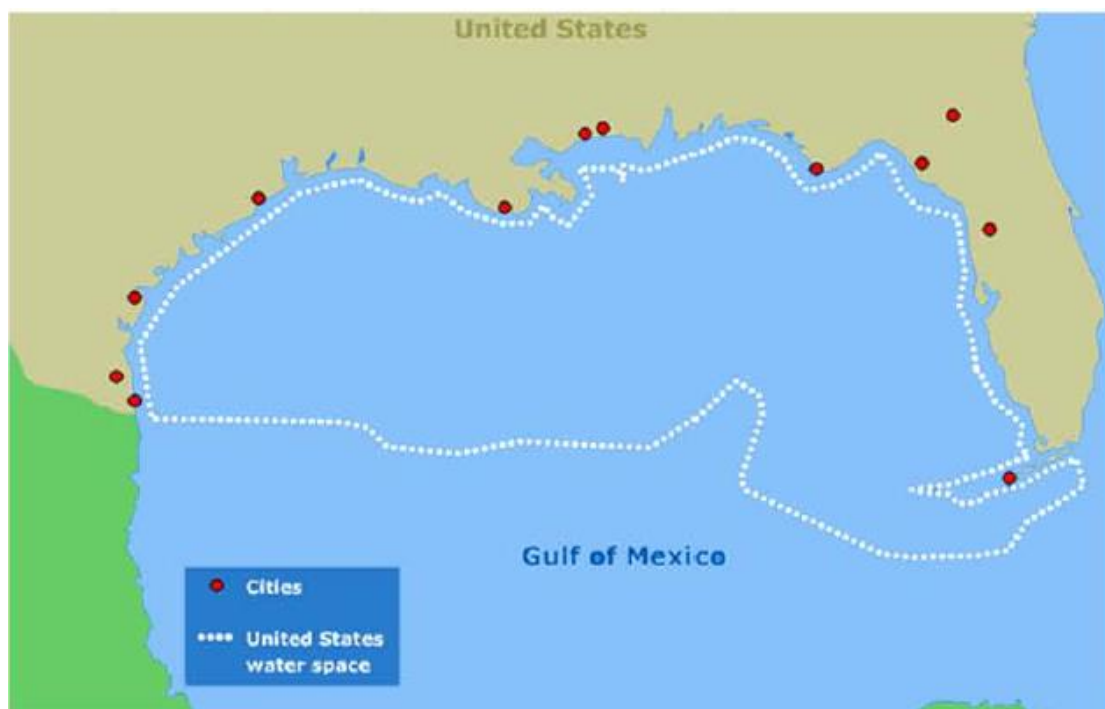 United States
Gulf of Mexico
Cities
United States
water space